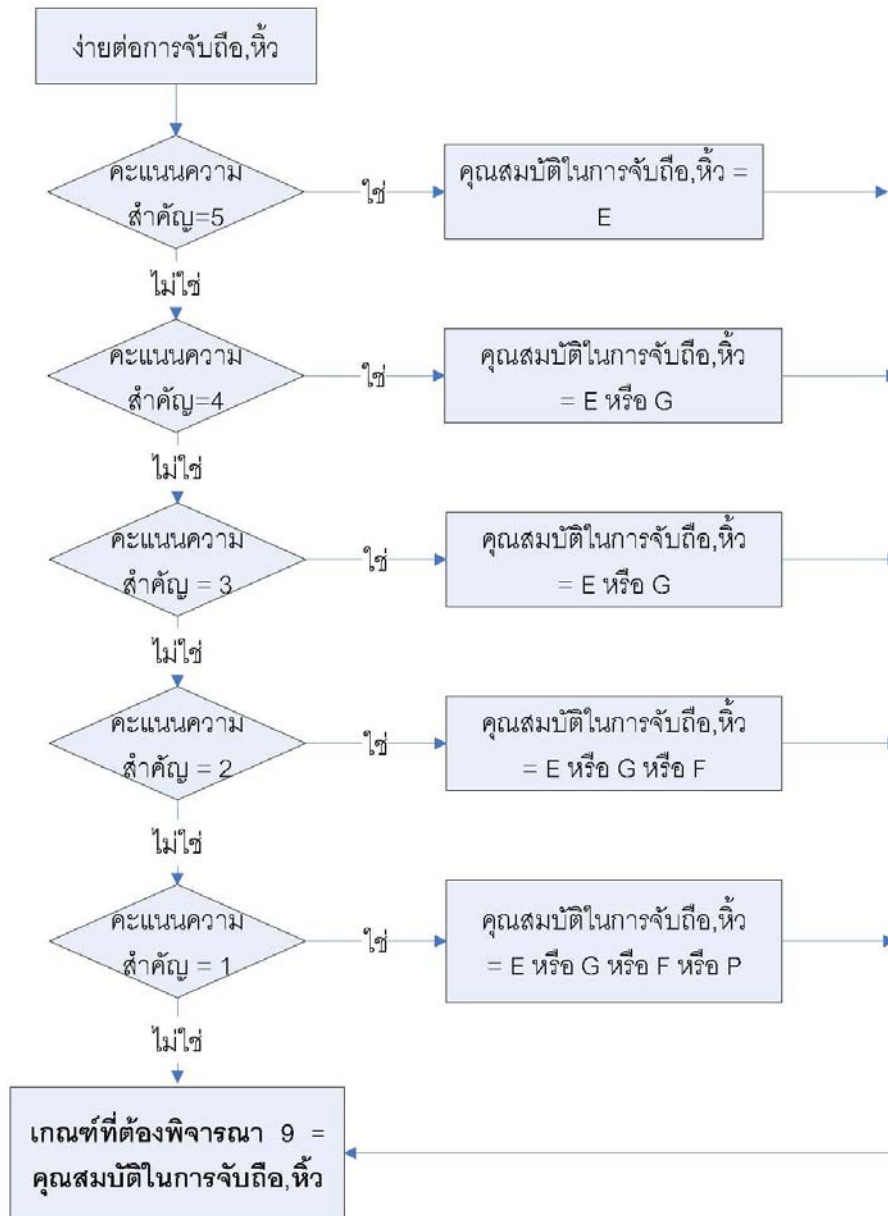 ง่ายต่อการจับถือ,หิ้ว
คะแนนความ
สำคัญ=5
ใช่
คุณสมบัติในการจับถือ,หิ้ว =
E
ไม่ใช่
คะแนนความ
สำคัญ=4
ใช่
คุณสมบัติในการจับถือ,หิ้ว
= E หรือ G
ไม่ใช่
คะแนนความ
สำคัญ = 3
ใช่
คุณสมบัติในการจับถือ,หิ้ว
= E หรือ G
ไม่ใช่
คะแนนความ
สำคัญ = 2
ใช่
คุณสมบัติในการจับถือ,หิ้ว
= E หรือ G หรือ F
ไม่ใช่
คะแนนความ
สำคัญ = 1
ใช่
คุณสมบัติในการจับถือ,หิ้ว
= E หรือ G หรือ F หรือ P
ไม่ใช่
เกณฑ์ที่ต้องพิจารณา 9 =
คุณสมบัติในการจับถือ,หิ้ว